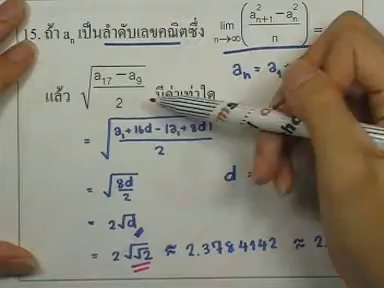 15. ถ้า aₙ เป็นลำดับเลขคณิตซึ่ง lim n→∞ ((a²ₙ₊₁ − a²ₙ)/n) =
aₙ = a₁
แล้ว √((a₁₇ − a₉)/2) มีค่าเท่าใด
= √((a₁+16d − (a₁+8d))/2)
= √(8d/2) d =
= 2√d
= 2√√2 ≈ 2.3784142 ≈ 2.